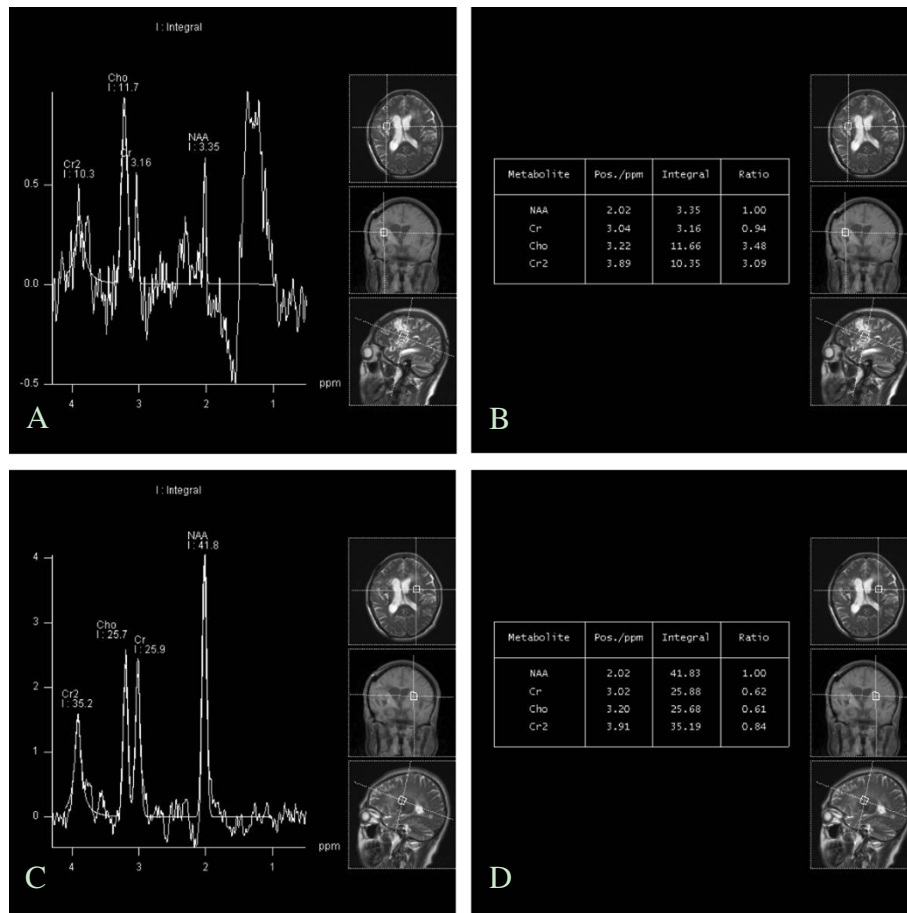 I : Integral
Cho
I : 11.7
NAA
I : 3.35
Cr
3.16
Cr2
I : 10.3
0.5
0.0
-0.5
4 3 2 1
ppm
A
Metabolite Pos./ppm Integral Ratio
NAA 2.02 3.35 1.00
Cr 3.04 3.16 0.94
Cho 3.22 11.66 3.48
Cr2 3.89 10.35 3.09
B
I : Integral
NAA
I : 41.8
Cho
I : 25.7
Cr
I : 25.9
Cr2
I : 35.2
4
3
2
1
0
4 3 2 1
ppm
C
Metabolite Pos./ppm Integral Ratio
NAA 2.02 41.83 1.00
Cr 3.02 25.88 0.62
Cho 3.20 25.68 0.61
Cr2 3.91 35.19 0.84
D